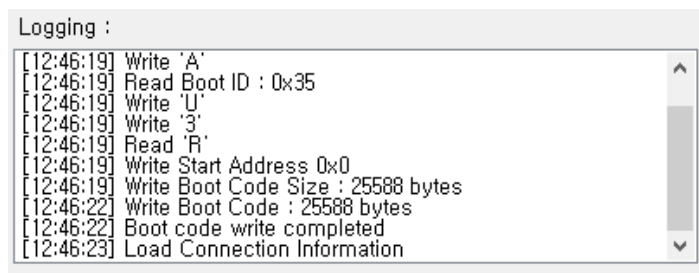 Logging :
[12:46:19] Write 'A'
[12:46:19] Read Boot ID : 0x35
[12:46:19] Write 'U'
[12:46:19] Write '3'
[12:46:19] Read 'R'
[12:46:19] Write Start Address 0x0
[12:46:19] Write Boot Code Size : 25588 bytes
[12:46:22] Write Boot Code : 25588 bytes
[12:46:22] Boot code write completed
[12:46:23] Load Connection Information